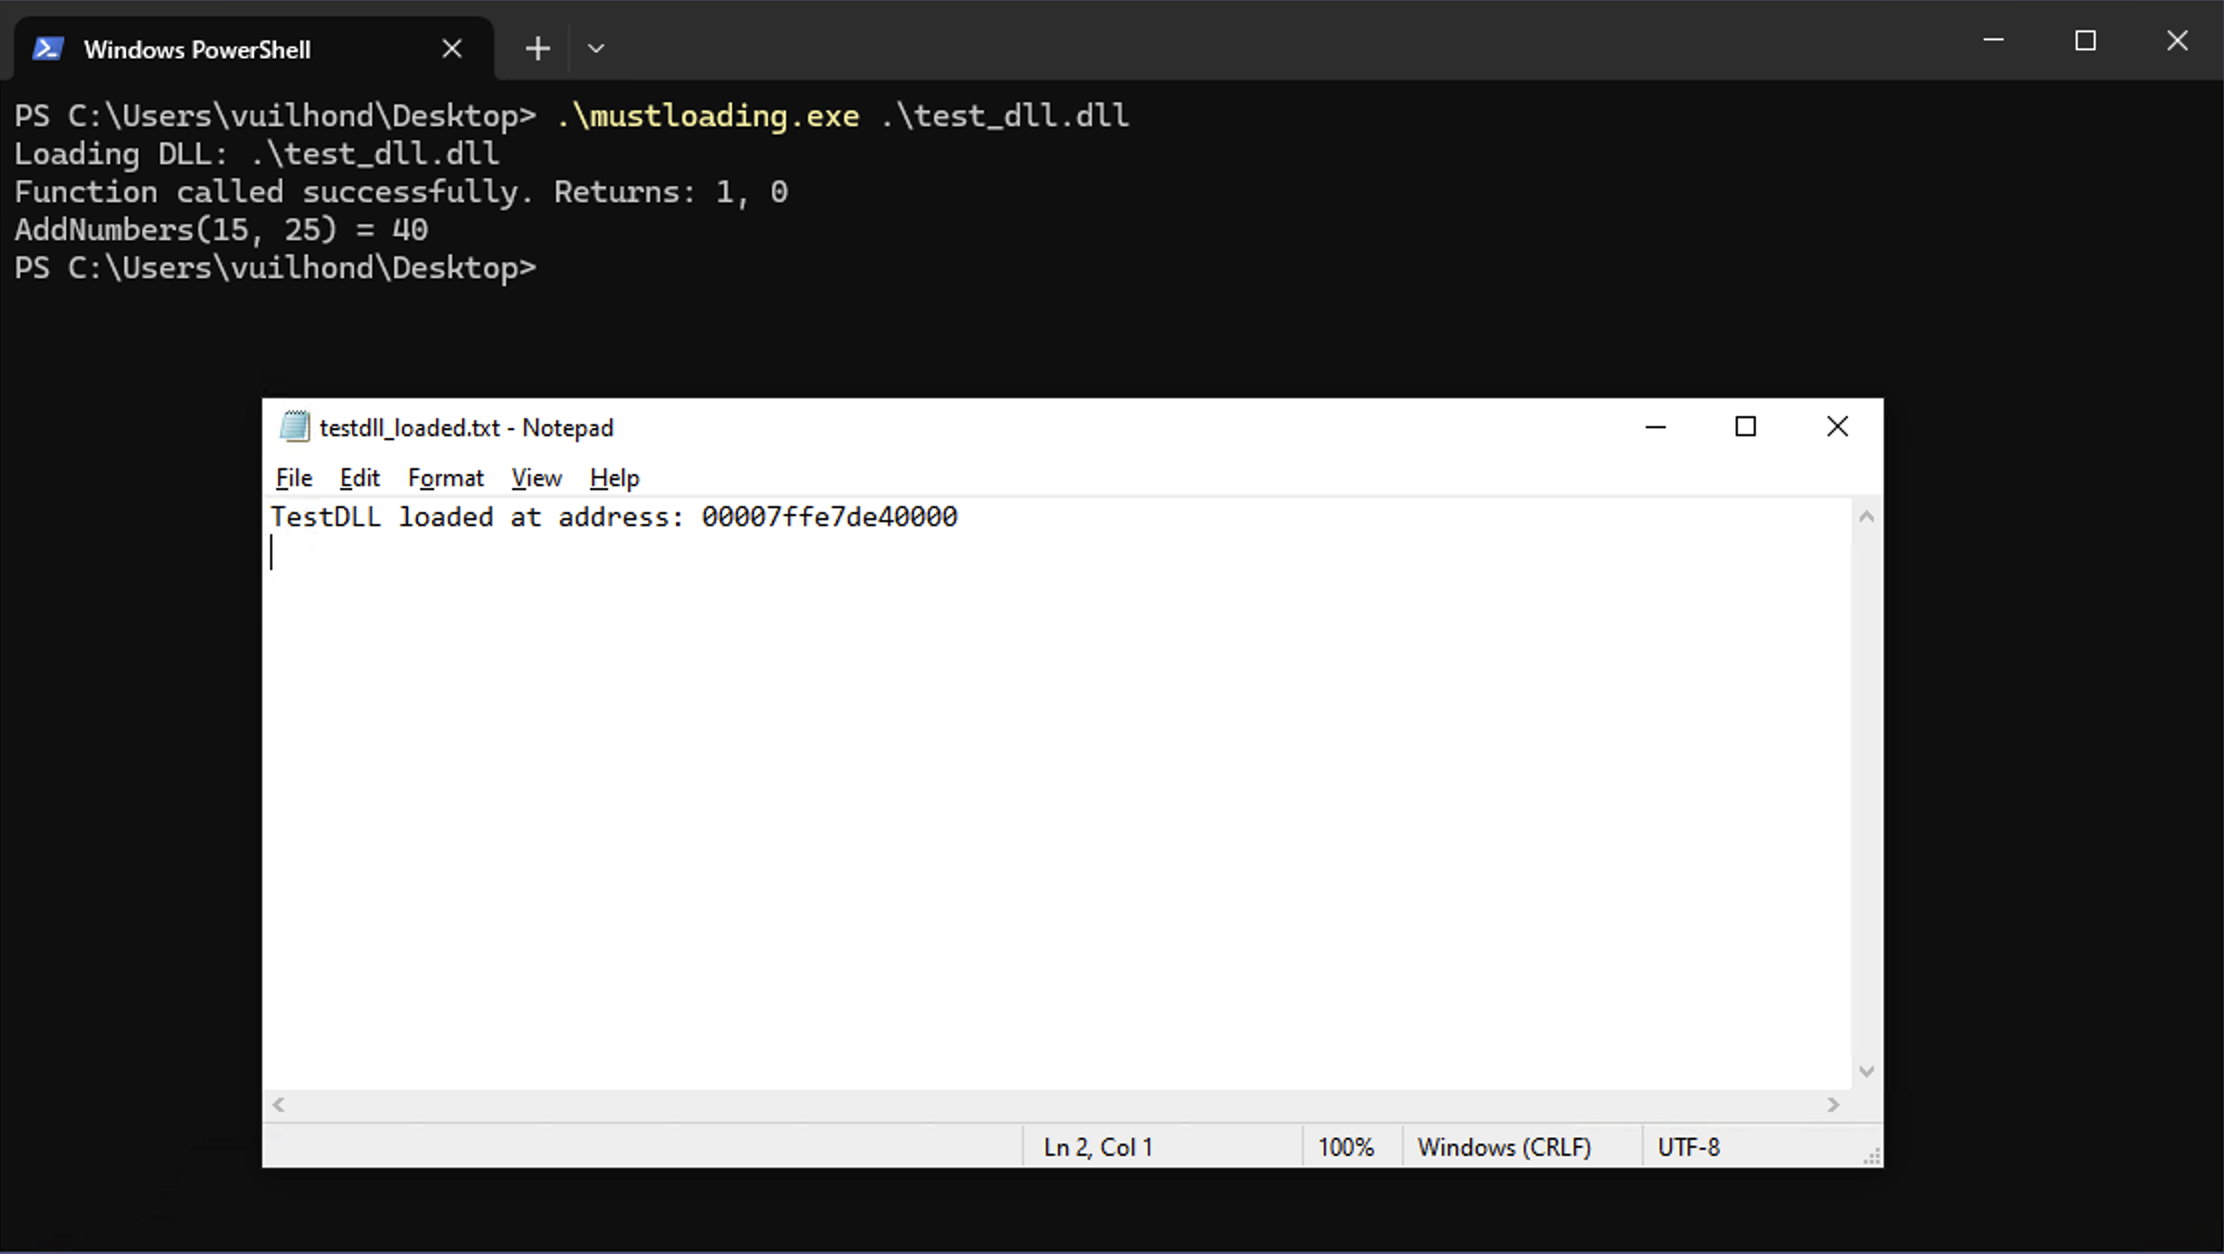 Windows PowerShell
PS C:\Users\vuilhond\Desktop> .\mustloading.exe .\test_dll.dll
Loading DLL: .\test_dll.dll
Function called successfully. Returns: 1, 0
AddNumbers(15, 25) = 40
PS C:\Users\vuilhond\Desktop>
testdll_loaded.txt - Notepad
File Edit Format View Help
TestDLL loaded at address: 00007ffe7de40000
Ln 2, Col 1 100% Windows (CRLF) UTF-8